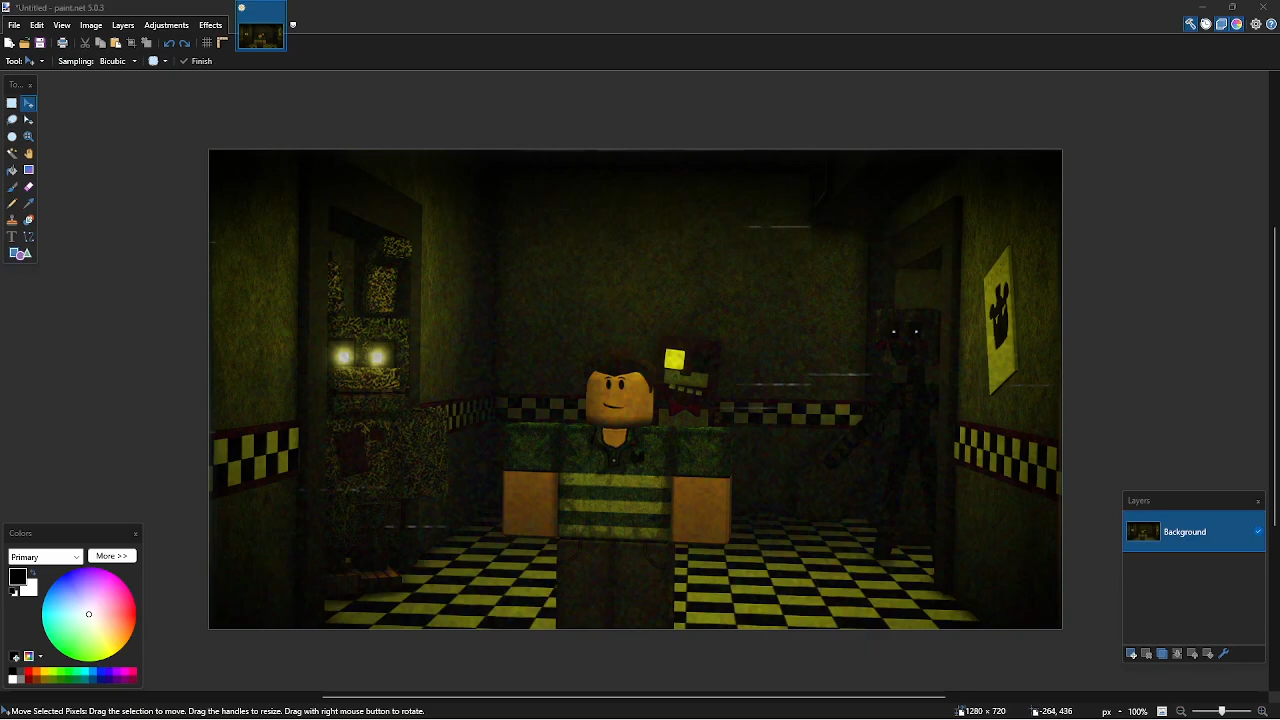 *Untitled - paint.net 5.0.3
File Edit View Image Layers Adjustments Effects
Tool: Sampling: Bicubic Finish
To... x
Colors x
Primary More >>
Layers x
Background
Move Selected Pixels: Drag the selection to move. Drag the handles to resize. Drag with right mouse button to rotate. 1280 × 720 -264, 436 px 100%